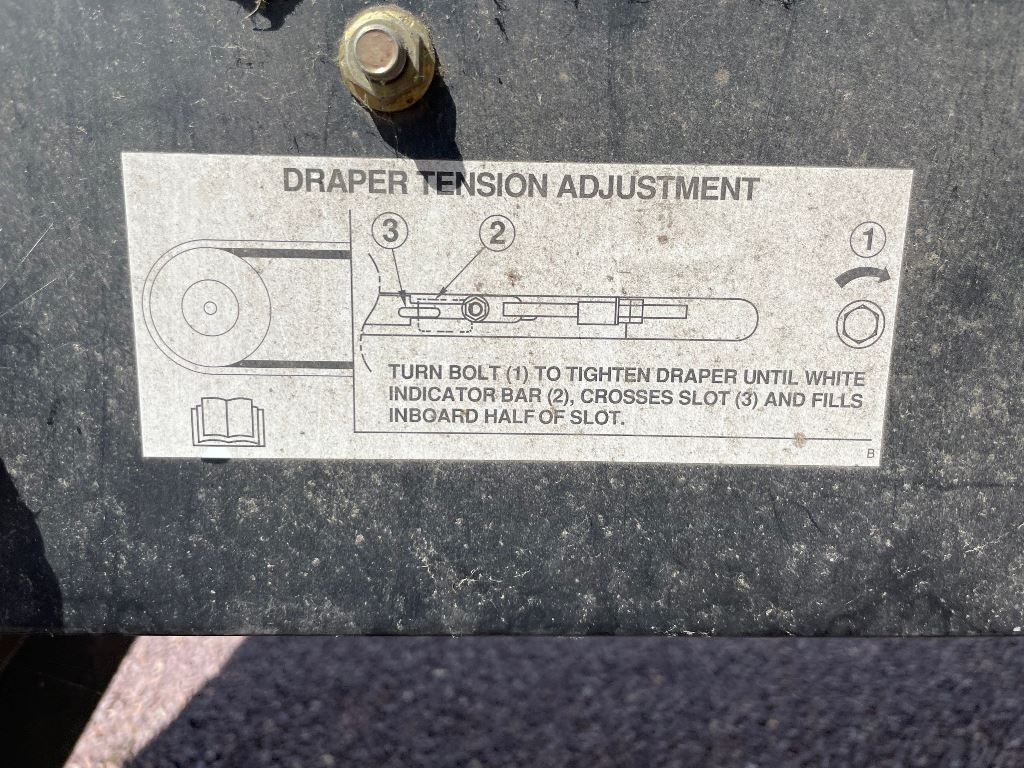 DRAPER TENSION ADJUSTMENT
3 2 1
TURN BOLT (1) TO TIGHTEN DRAPER UNTIL WHITE
INDICATOR BAR (2), CROSSES SLOT (3) AND FILLS
INBOARD HALF OF SLOT.
B